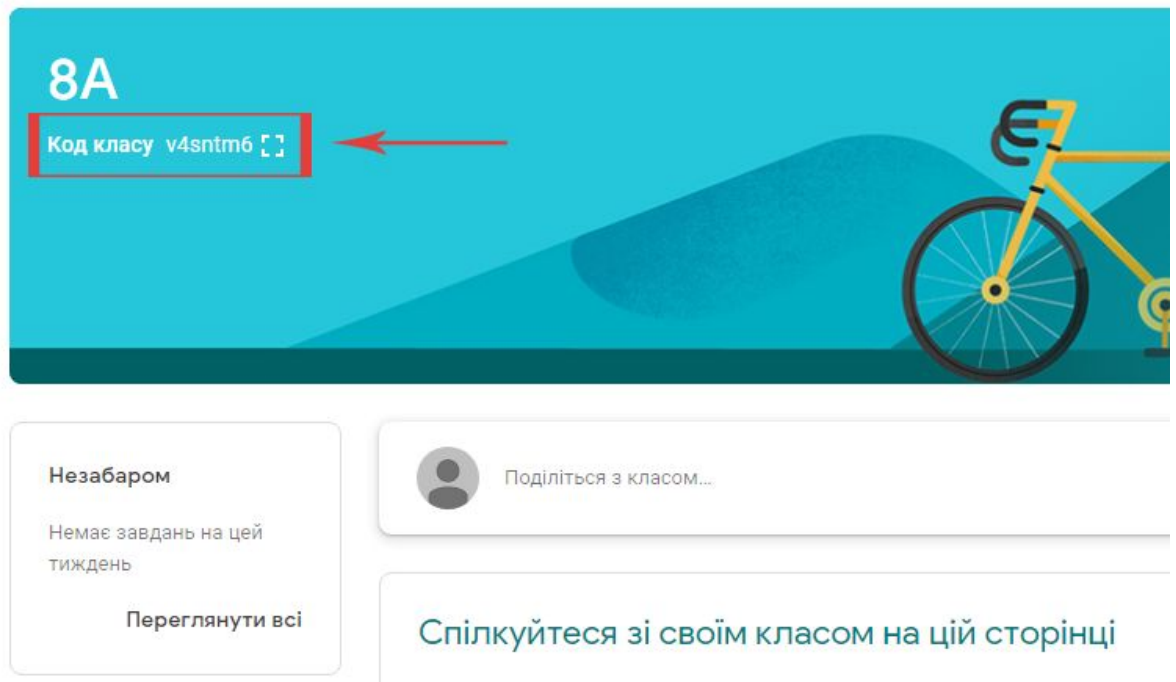 8А
Код класу v4sntm6
Незабаром
Немає завдань на цей
тиждень
Переглянути всі
Поділіться з класом...
Спілкуйтеся зі своїм класом на цій сторінці